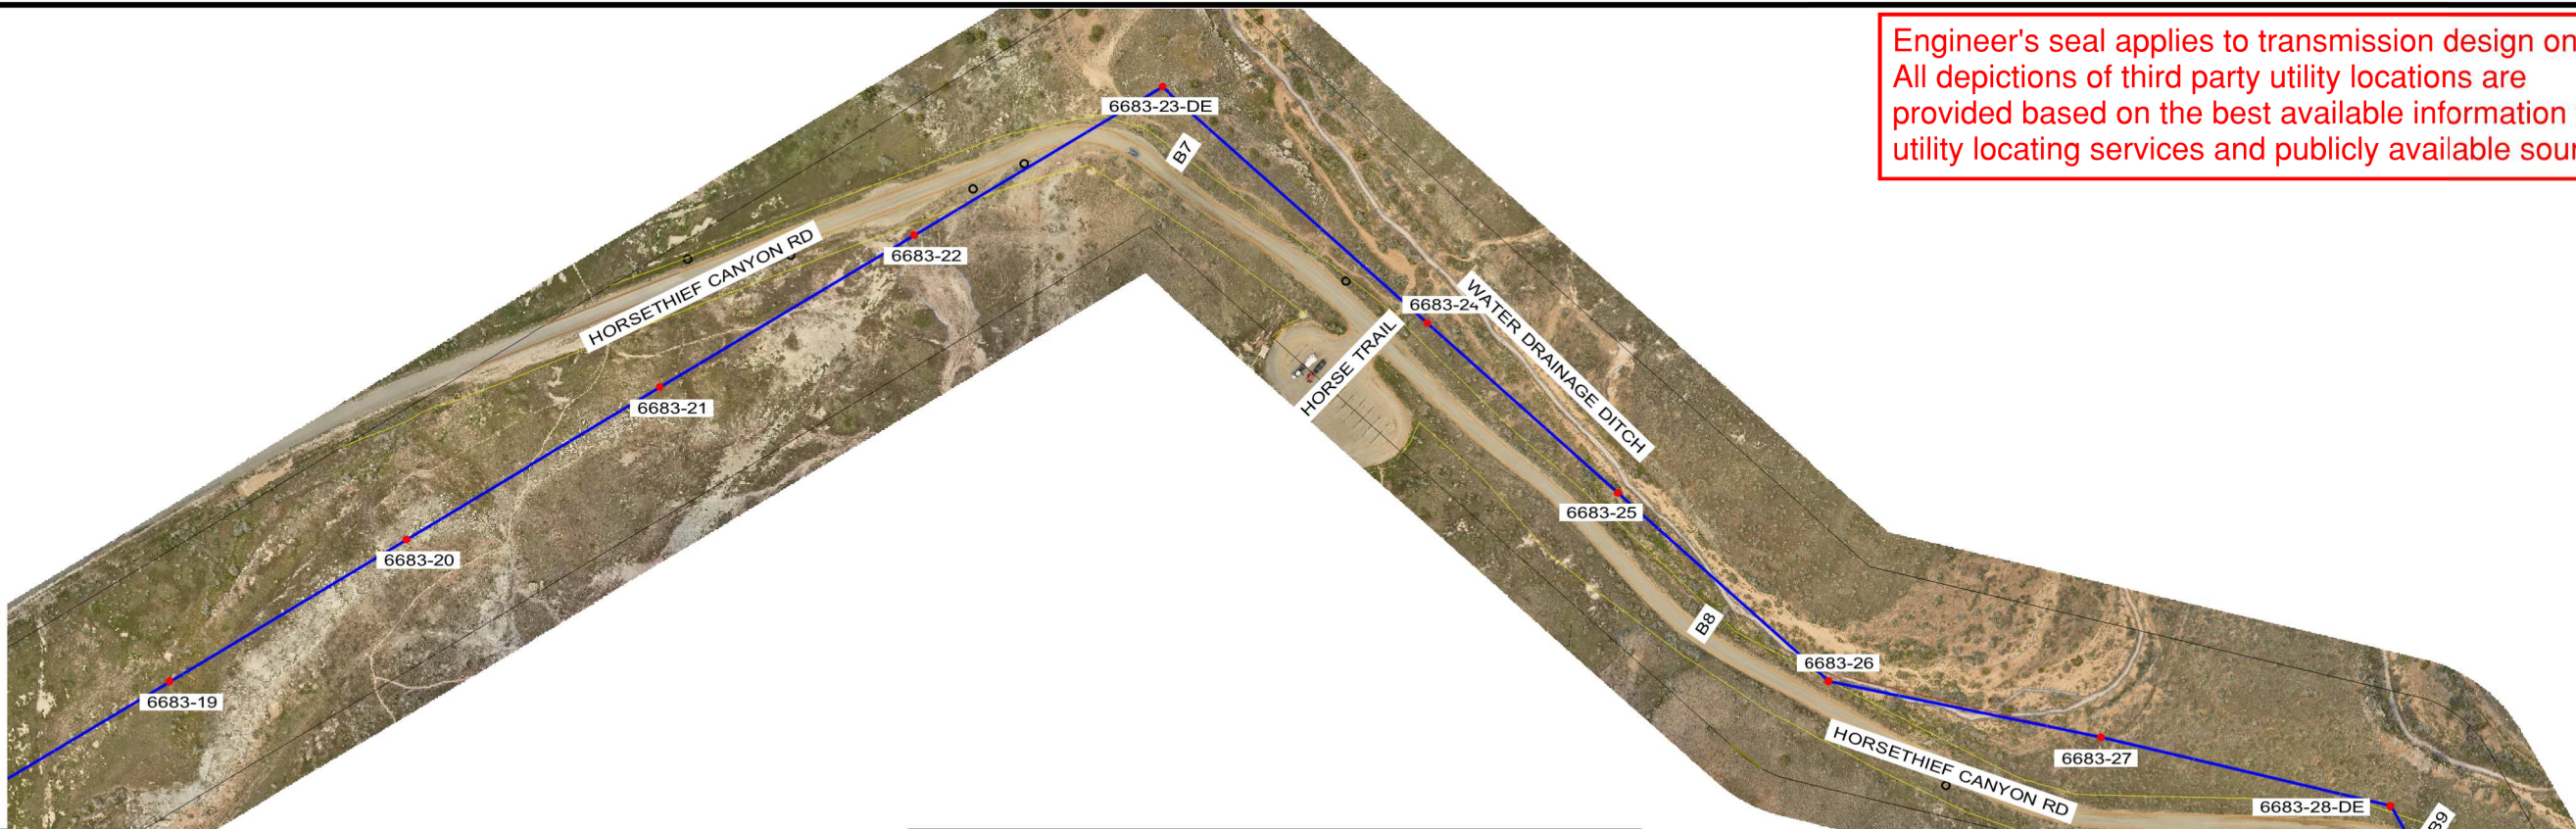 Engineer's seal applies to transmission design
All depictions of third party utility locations are
provided based on the best available information
utility locating services and publicly available
6683-23-DE
B7
HORSETHIEF CANYON RD
6683-22
6683-24
WATER DRAINAGE DITCH
HORSE TRAIL
6683-21
6683-25
6683-20
B8
6683-26
6683-19
HORSETHIEF CANYON RD
6683-27
6683-28-DE
B9